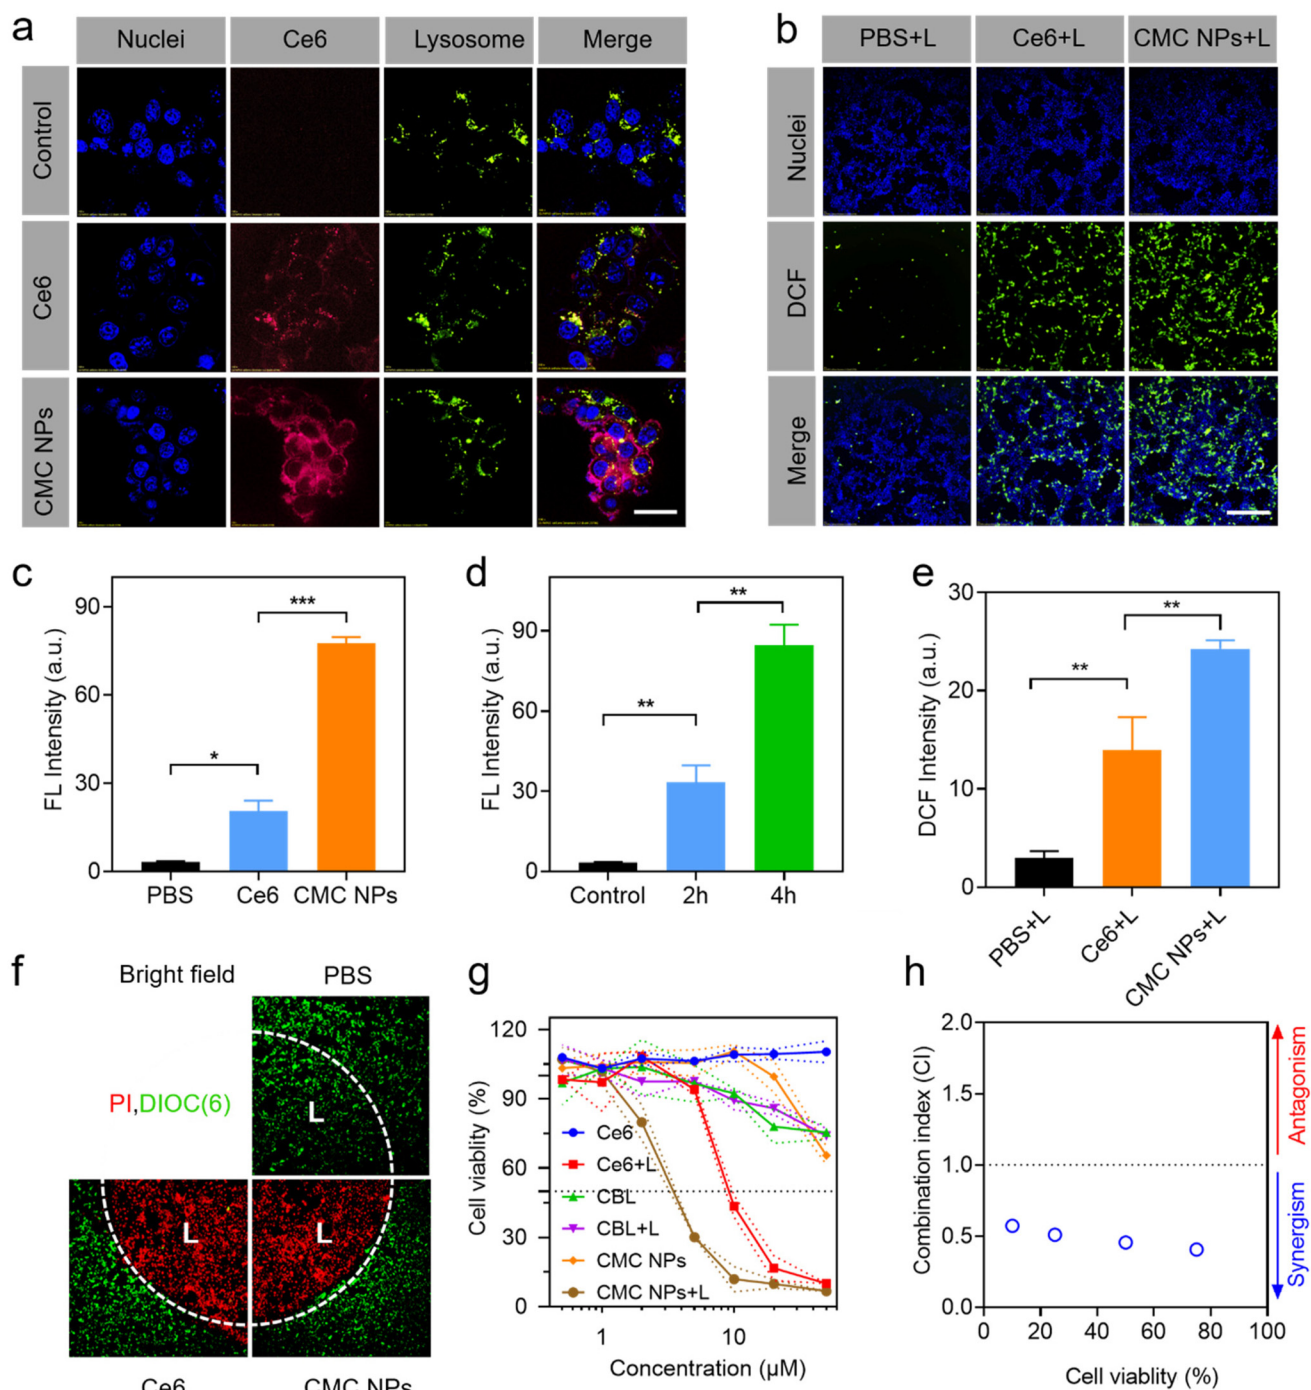 a
Nuclei Ce6 Lysosome Merge
Control
Ce6
CMC NPs
b
PBS+L Ce6+L CMC NPs+L
Nuclei
DCF
Merge
c
FL Intensity (a.u.)
90
60
30
0
*
***
PBS Ce6 CMC NPs
d
FL Intensity (a.u.)
90
60
30
0
**
**
Control 2h 4h
e
DCF Intensity (a.u.)
30
20
10
0
**
**
PBS+L
Ce6+L
CMC NPs+L
f
Bright field PBS
PI,DIOC(6)
L
L L
Ce6 CMC NPs
g
Cell viablity (%)
120
90
60
30
0
Ce6
Ce6+L
CBL
CBL+L
CMC NPs
CMC NPs+L
1 10
Concentration (μM)
h
Combination index (CI)
2.0
1.5
1.0
0.5
0.0
0 20 40 60 80 100
Cell viablity (%)
Antagonism
Synergism